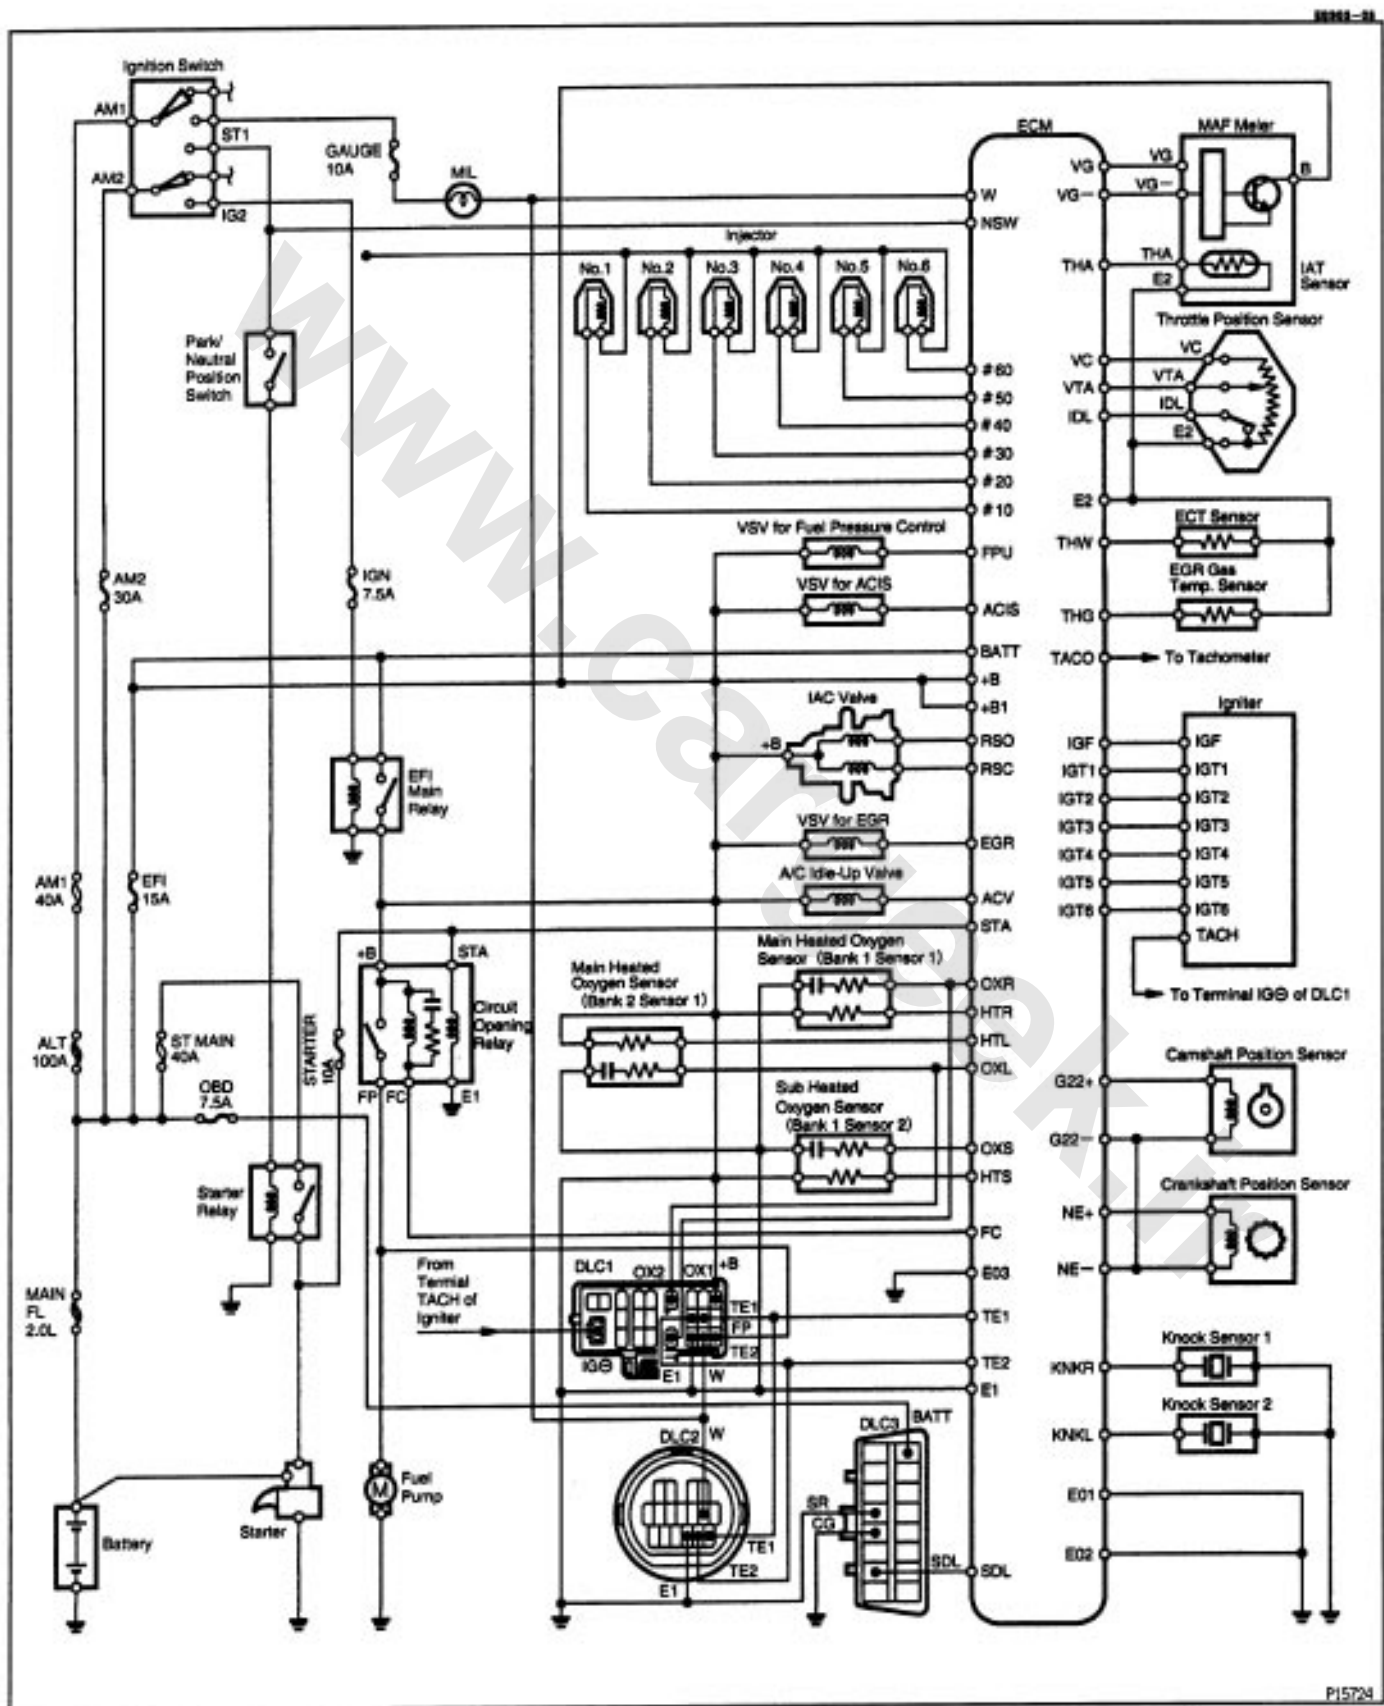 Ignition Switch
AM1
ST1
AM2
IG2
GAUGE
10A
MIL
ECM
W
NSW
VG
VG−
THA
MAF Meter
VG
VG−
B
THA
E2
IAT
Sensor
Injector
No.1
No.2
No.3
No.4
No.5
No.6
Throttle Position Sensor
VC
VTA
IDL
VC
VTA
IDL
E2
Park/
Neutral
Position
Switch
#60
#50
#40
#30
#20
#10
E2
THW
THG
ECT Sensor
EGR Gas
Temp. Sensor
VSV for Fuel Pressure Control
FPU
VSV for ACIS
ACIS
AM2
30A
IGN
7.5A
BATT
+B
+B1
TACO
To Tachometer
IAC Valve
+B
RSO
RSC
Igniter
IGF
IGT1
IGT2
IGT3
IGT4
IGT5
IGT6
IGF
IGT1
IGT2
IGT3
IGT4
IGT5
IGT6
TACH
To Terminal IG⊖ of DLC1
EFI
Main
Relay
VSV for EGR
EGR
A/C Idle-Up Valve
ACV
STA
AM1
40A
EFI
15A
+B
STA
Circuit
Opening
Relay
FP
FC
E1
Main Heated
Oxygen Sensor
(Bank 2 Sensor 1)
Main Heated Oxygen
Sensor (Bank 1 Sensor 1)
OXR
HTR
HTL
OXL
Sub Heated
Oxygen Sensor
(Bank 1 Sensor 2)
OXS
HTS
ALT
100A
ST MAIN
40A
OBD
7.5A
STARTER
10A
Camshaft Position Sensor
G22+
G22−
Crankshaft Position Sensor
NE+
NE−
Starter
Relay
FC
E03
TE1
TE2
E1
MAIN
FL
2.0L
From
Termial
TACH of
Igniter
DLC1
OX2
OX1
+B
TE1
FP
TE2
IG⊖
E1
W
Knock Sensor 1
KNKR
Knock Sensor 2
KNKL
DLC2
W
TE1
TE2
E1
DLC3
BATT
SR
CG
SDL
SDL
E01
E02
Battery
Starter
M
Fuel
Pump
P15724
www.cargeek.ir